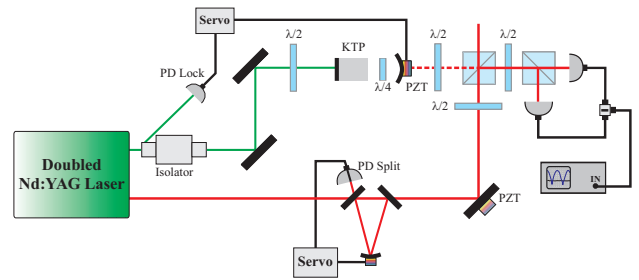 Servo
λ/2
KTP
λ/2
λ/2
PD Lock
λ/4
PZT
λ/2
Isolator
Doubled
Nd:YAG Laser
PD Split
PZT
IN
Servo